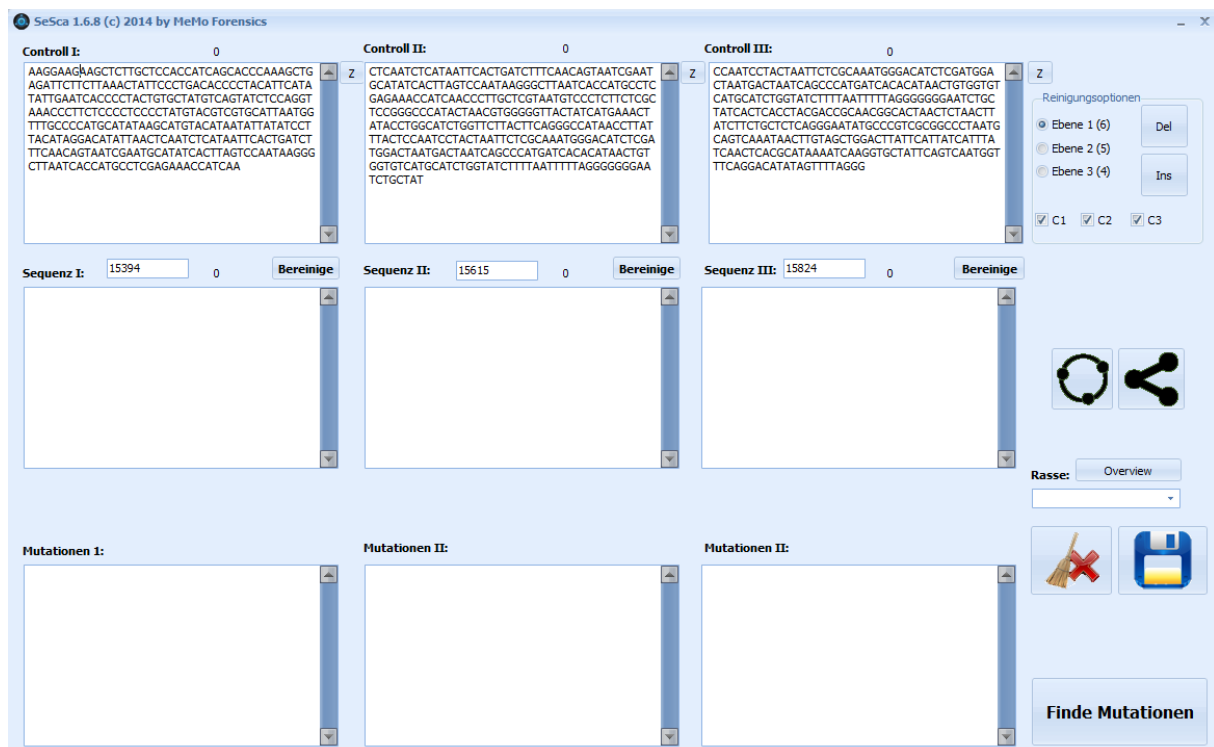 SeSca 1.6.8 (c) 2014 by MeMo Forensics
Controll I:
0
Controll II:
0
Controll III:
0
AAGGAAGAAGCTCTTGCTCCACCATCAGCACCCAAAGCTG
AGATTCTTCTTAAACTATTCCCTGACACCCCTACATTCATA
TATTGAATCACCCCTACTGTGCTATGTCAGTATCTCCAGGT
AAACCCTTCTCCCCTCCCCTATGTACGTCGTGCATTAATGG
TTTGCCCCATGCATATAAGCATGTACATAATATTATATCCT
TACATAGGACATATTAACTCAATCTCATAATTCACTGATCT
TTCAACAGTAATCGAATGCATATCACTTAGTCCAATAAGGG
CTTAATCACCATGCCTCGAGAAACCATCAA
Z
CTCAATCTCATAATTCACTGATCTTTCAACAGTAATCGAAT
GCATATCACTTAGTCCAATAAGGGCTTAATCACCATGCCTC
GAGAAACCATCAACCCTTGCTCGTAATGTCCCTCTTCTCGC
TCCGGGCCCATACTAACGTGGGGGTTACTATCATGAAACT
ATACCTGGCATCTGGTTCTTACTTCAGGGCCATAACCTTAT
TTACTCCAATCCTACTAATTCTCGCAAATGGGACATCTCGA
TGGACTAATGACTAATCAGCCCATGATCACACATAACTGT
GGTGTCATGCATCTGGTATCTTTTAATTTTTAGGGGGGGAA
TCTGCTAT
Z
CCAATCCTACTAATTCTCGCAAATGGGACATCTCGATGGA
CTAATGACTAATCAGCCCATGATCACACATAACTGTGGTGT
CATGCATCTGGTATCTTTTAATTTTTAGGGGGGGAATCTGC
TATCACTCACCTACGACCGCAACGGCACTAACTCTAACTT
ATCTTCTGCTCTCAGGGAATATGCCCGTCGCGGCCCTAATG
CAGTCAAATAACTTGTAGCTGGACTTATTCATTATCATTTA
TCAACTCACGCATAAAATCAAGGTGCTATTCAGTCAATGGT
TTCAGGACATATAGTTTTAGGG
Z
Reinigungsoptionen
Ebene 1 (6)
Ebene 2 (5)
Ebene 3 (4)
Del
Ins
C1
C2
C3
Sequenz I:
15394
0
Bereinige
Sequenz II:
15615
0
Bereinige
Sequenz III:
15824
0
Bereinige
Rasse:
Overview
Mutationen 1:
Mutationen II:
Mutationen II:
Finde Mutationen